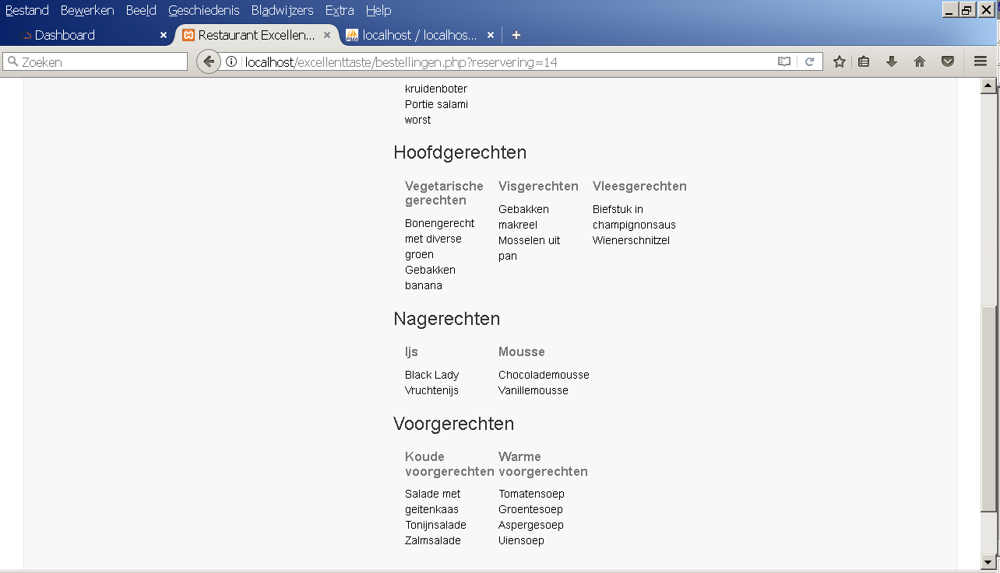 Bestand Bewerken Beeld Geschiedenis Bladwijzers Extra Help
Dashboard
Restaurant Excellen...
localhost / localhos...
Zoeken
localhost/excellenttaste/bestellingen.php?reservering=14
kruidenboter
Portie salami
worst
Hoofdgerechten
Vegetarische
gerechten
Bonengerecht
met diverse
groen
Gebakken
banana
Visgerechten
Gebakken
makreel
Mosselen uit
pan
Vleesgerechten
Biefstuk in
champignonsaus
Wienerschnitzel
Nagerechten
Ijs
Black Lady
Vruchtenijs
Mousse
Chocolademousse
Vanillemousse
Voorgerechten
Koude
voorgerechten
Salade met
geitenkaas
Tonijnsalade
Zalmsalade
Warme
voorgerechten
Tomatensoep
Groentesoep
Aspergesoep
Uiensoep